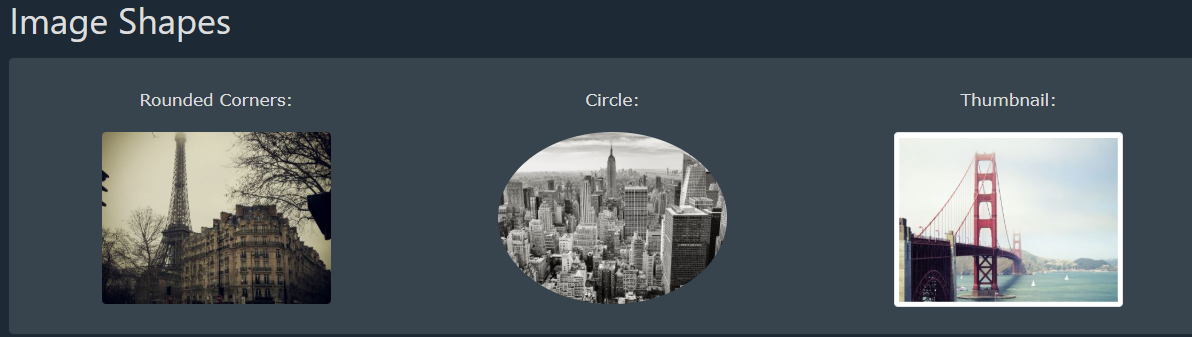 Image Shapes
Rounded Corners:
Circle:
Thumbnail: